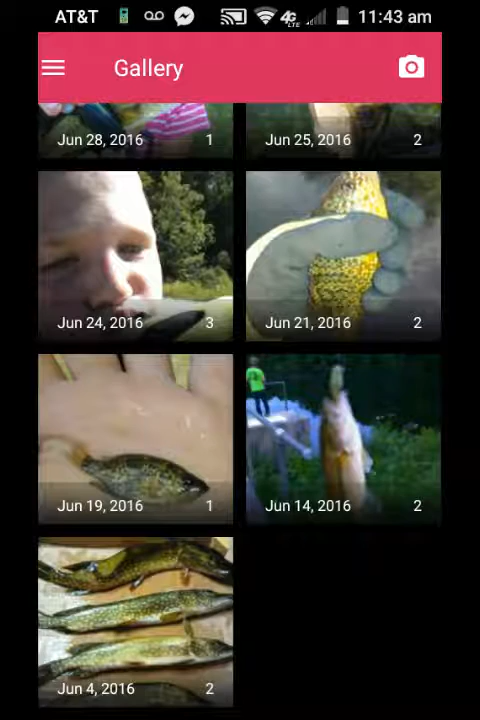 AT&T 4G LTE 11:43 am
Gallery
Jun 28, 2016 1
Jun 25, 2016 2
Jun 24, 2016 3
Jun 21, 2016 2
Jun 19, 2016 1
Jun 14, 2016 2
Jun 4, 2016 2